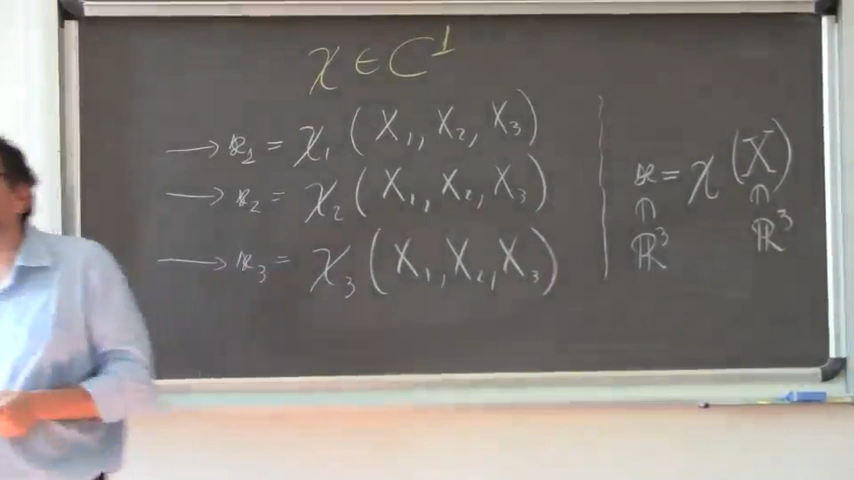 χ ∈ C¹
→ x₁ = χ₁ (X₁, X₂, X₃)
→ x₂ = χ₂ (X₁, X₂, X₃)
→ x₃ = χ₃ (X₁, X₂, X₃)
x = χ (X)
∩ ∩
ℝ³ ℝ³